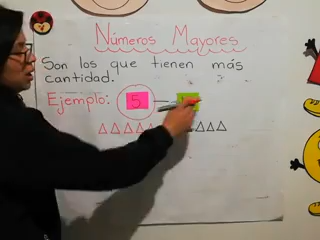 Números Mayores
Son los que tienen más
cantidad.
Ejemplo: 5 –